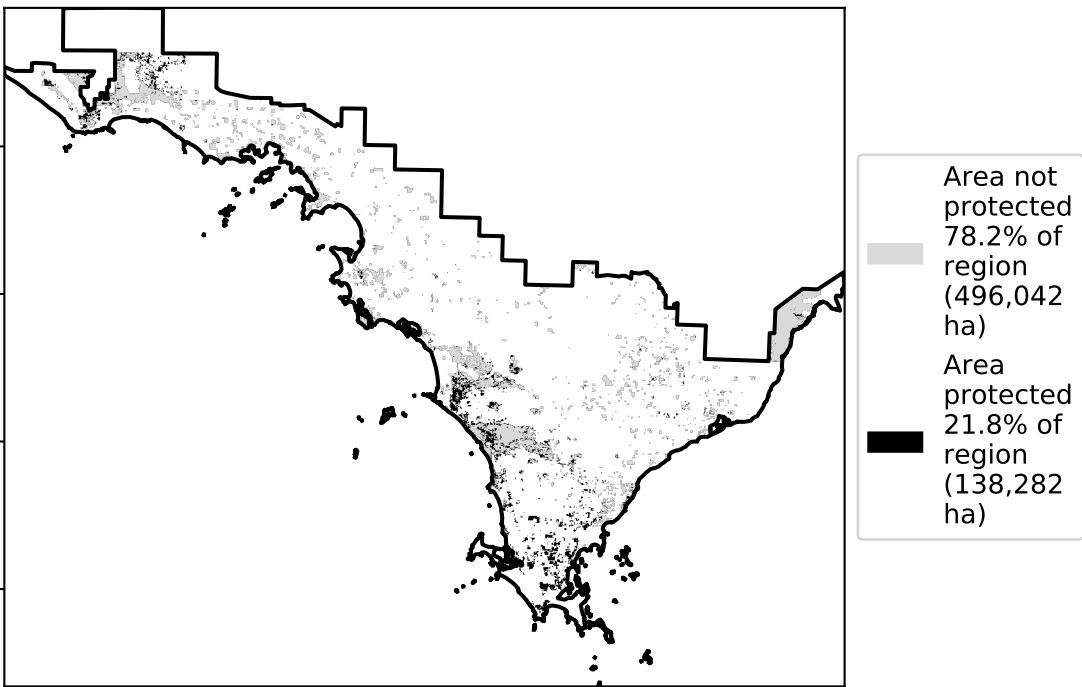 Area not
protected
78.2% of
region
(496,042
ha)
Area
protected
21.8% of
region
(138,282
ha)